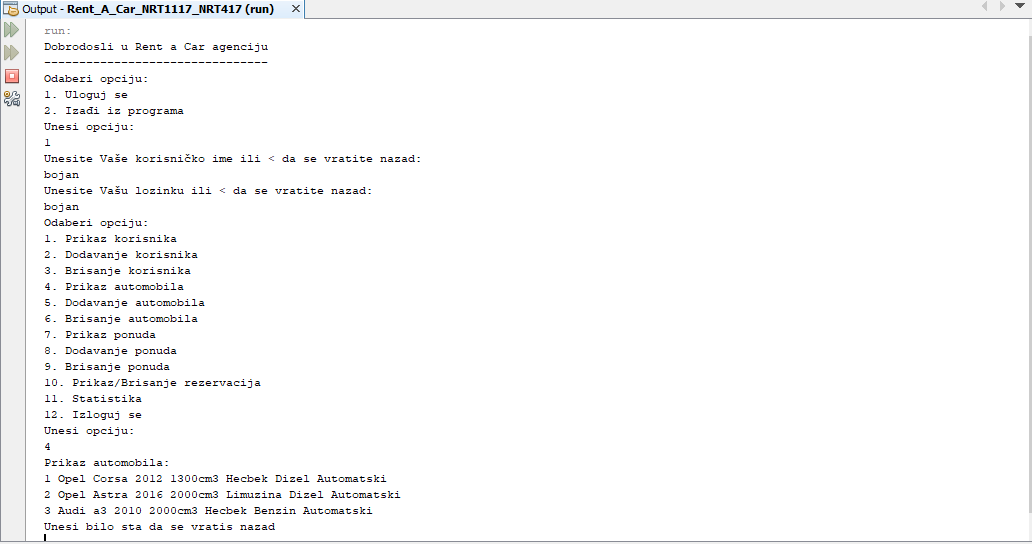 Output - Rent_A_Car_NRT1117_NRT417 (run)
run:
Dobrodosli u Rent a Car agenciju
--------------------------------
Odaberi opciju:
1. Uloguj se
2. Izađi iz programa
Unesi opciju:
1
Unesite Vaše korisničko ime ili < da se vratite nazad:
bojan
Unesite Vašu lozinku ili < da se vratite nazad:
bojan
Odaberi opciju:
1. Prikaz korisnika
2. Dodavanje korisnika
3. Brisanje korisnika
4. Prikaz automobila
5. Dodavanje automobila
6. Brisanje automobila
7. Prikaz ponuda
8. Dodavanje ponuda
9. Brisanje ponuda
10. Prikaz/Brisanje rezervacija
11. Statistika
12. Izloguj se
Unesi opciju:
4
Prikaz automobila:
1 Opel Corsa 2012 1300cm3 Hecbek Dizel Automatski
2 Opel Astra 2016 2000cm3 Limuzina Dizel Automatski
3 Audi a3 2010 2000cm3 Hecbek Benzin Automatski
Unesi bilo sta da se vratis nazad